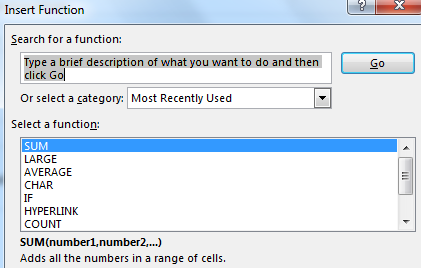 Insert Function
?
Search for a function:
Type a brief description of what you want to do and then
click Go
Go
Or select a category: Most Recently Used
Select a function:
SUM
LARGE
AVERAGE
CHAR
IF
HYPERLINK
COUNT
SUM(number1,number2,...)
Adds all the numbers in a range of cells.